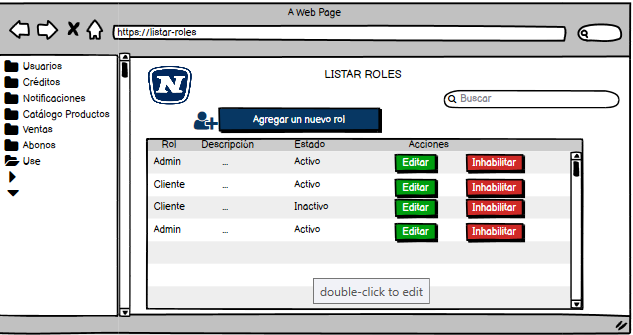 A Web Page
https://listar-roles
Usuarios
Créditos
Notificaciones
Catálogo Productos
Ventas
Abonos
Use
N
LISTAR ROLES
Buscar
Agregar un nuevo rol
Rol Descripción Estado Acciones
Admin ... Activo Editar Inhabilitar
Cliente ... Activo Editar Inhabilitar
Cliente ... Inactivo Editar Inhabilitar
Admin ... Activo Editar Inhabilitar
double-click to edit